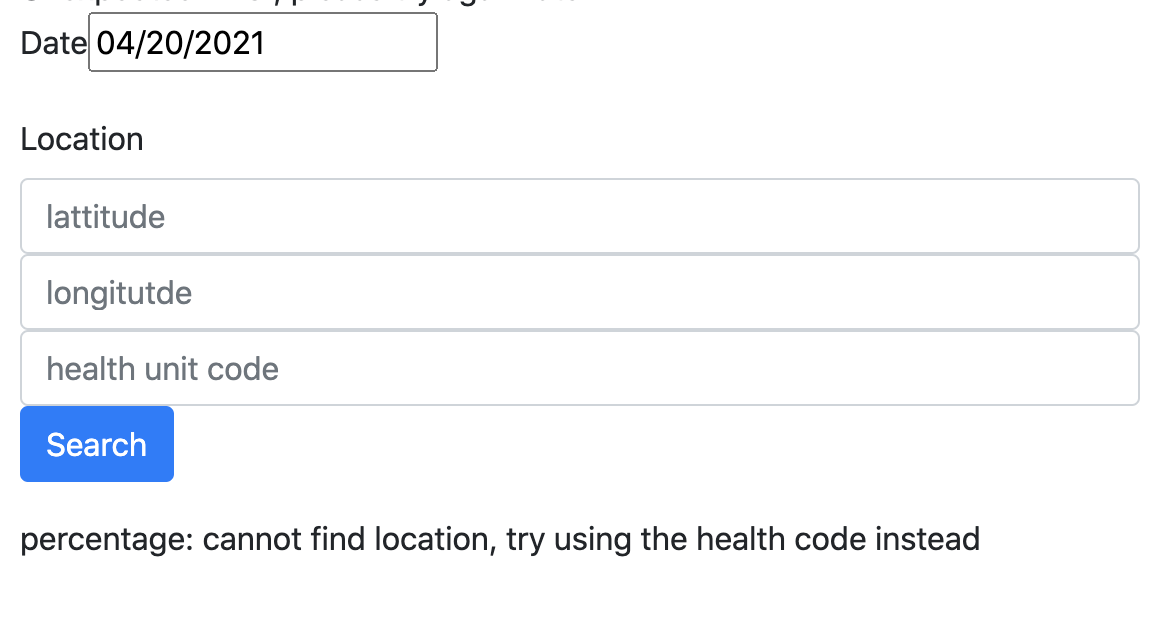 Date 04/20/2021
Location
lattitude
longitutde
health unit code
Search
percentage: cannot find location, try using the health code instead